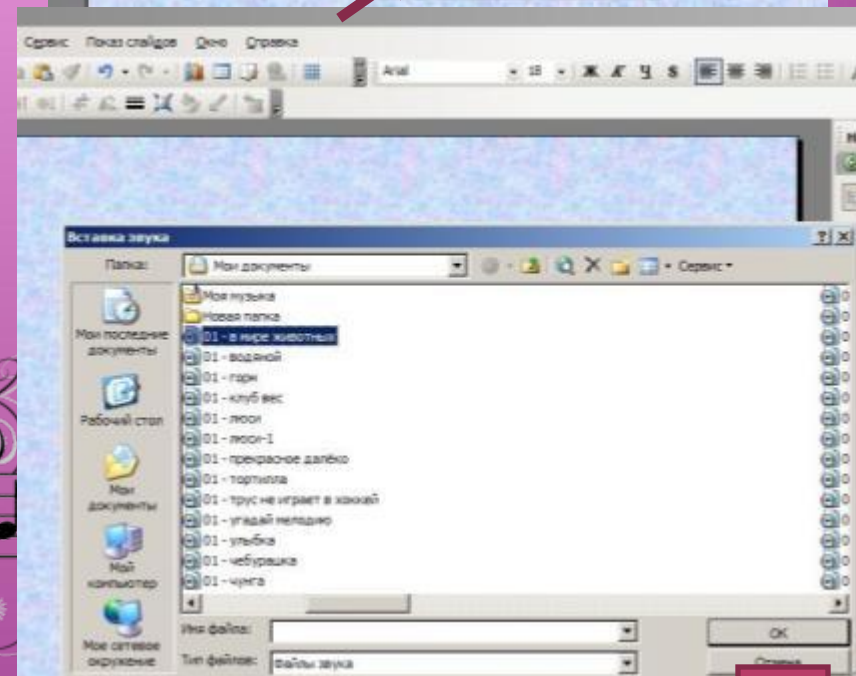 Сервис Показ слайдов Окно Справка
Arial 18 Ж К Ч S
Вставка звука
Папка: Мои документы Сервис
Моя музыка
Новая папка
01 - в мире животных
01 - водяной
01 - горн
01 - клуб вес
01 - люси
01 - люси-1
01 - прекрасное далёко
01 - тортилла
01 - трус не играет в хоккей
01 - угадай мелодию
01 - улыбка
01 - чебурашка
01 - чунга
Мои последние документы
Рабочий стол
Мои документы
Мой компьютер
Мое сетевое окружение
Имя файла:
Тип файлов: Файлы звука
OK
Отмена